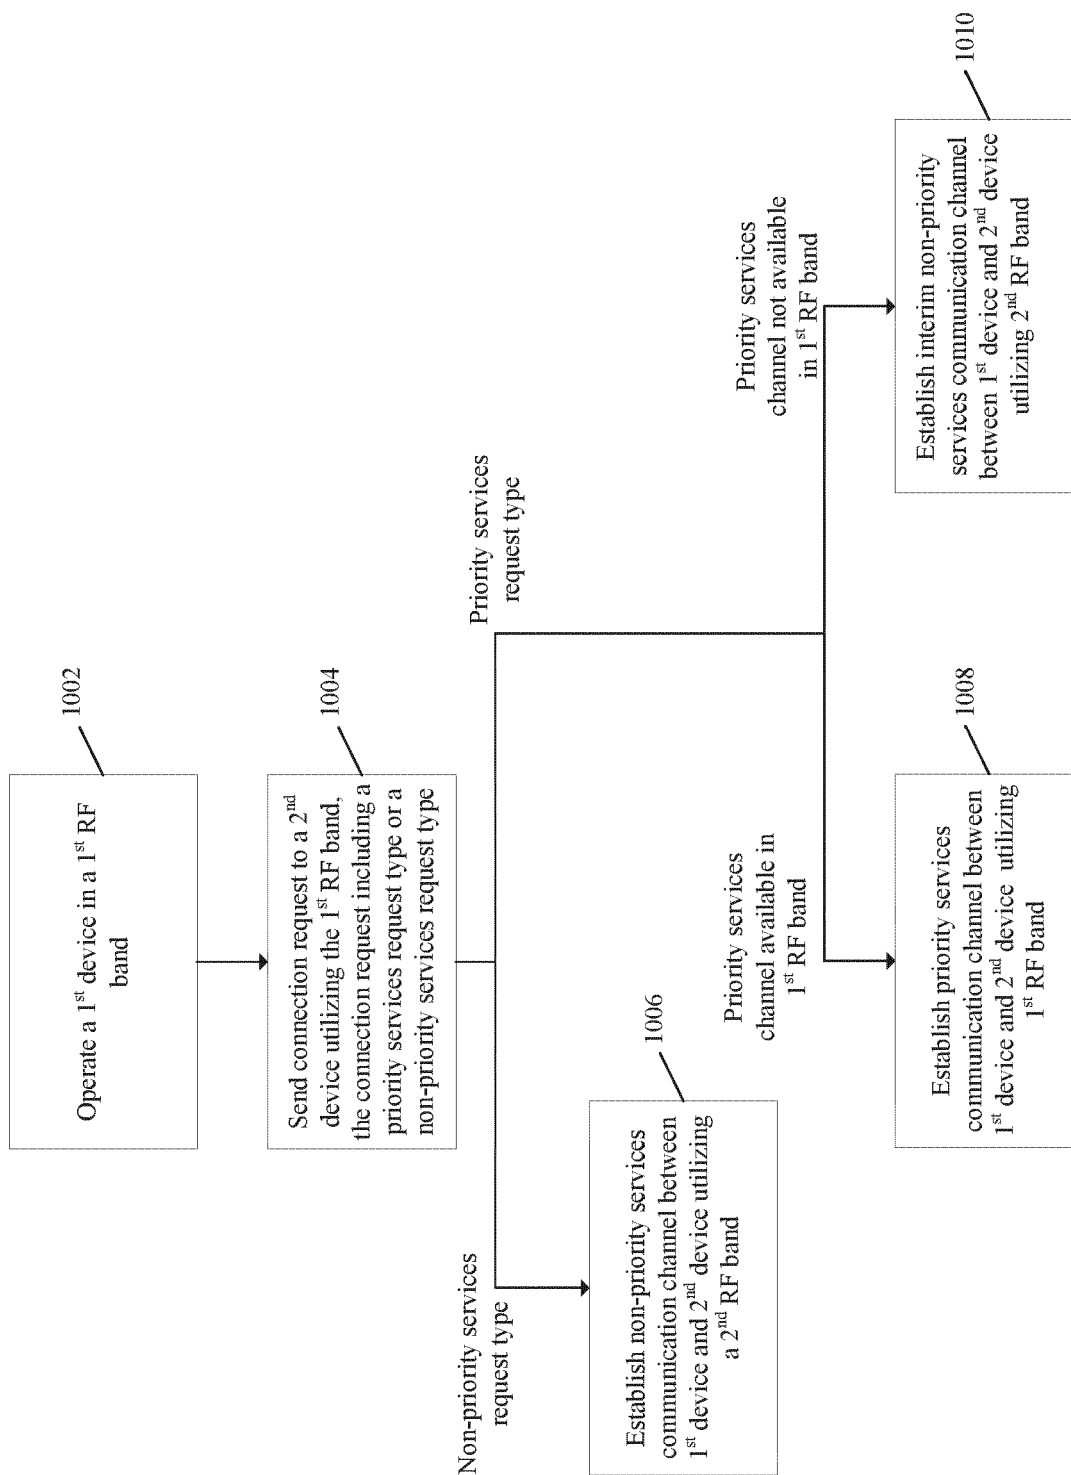 Operate a 1st device in a 1st RF
band
1002
Send connection request to a 2nd
device utilizing the 1st RF band,
the connection request including a
priority services request type or a
non-priority services request type
1004
Non-priority services
request type
Priority services
request type
Establish non-priority services
communication channel between
1st device and 2nd device utilizing
a 2nd RF band
1006
Priority services
channel available in
1st RF band
Priority services
channel not available
in 1st RF band
Establish priority services
communication channel between
1st device and 2nd device utilizing
1st RF band
1008
Establish interim non-priority
services communication channel
between 1st device and 2nd device
utilizing 2nd RF band
1010